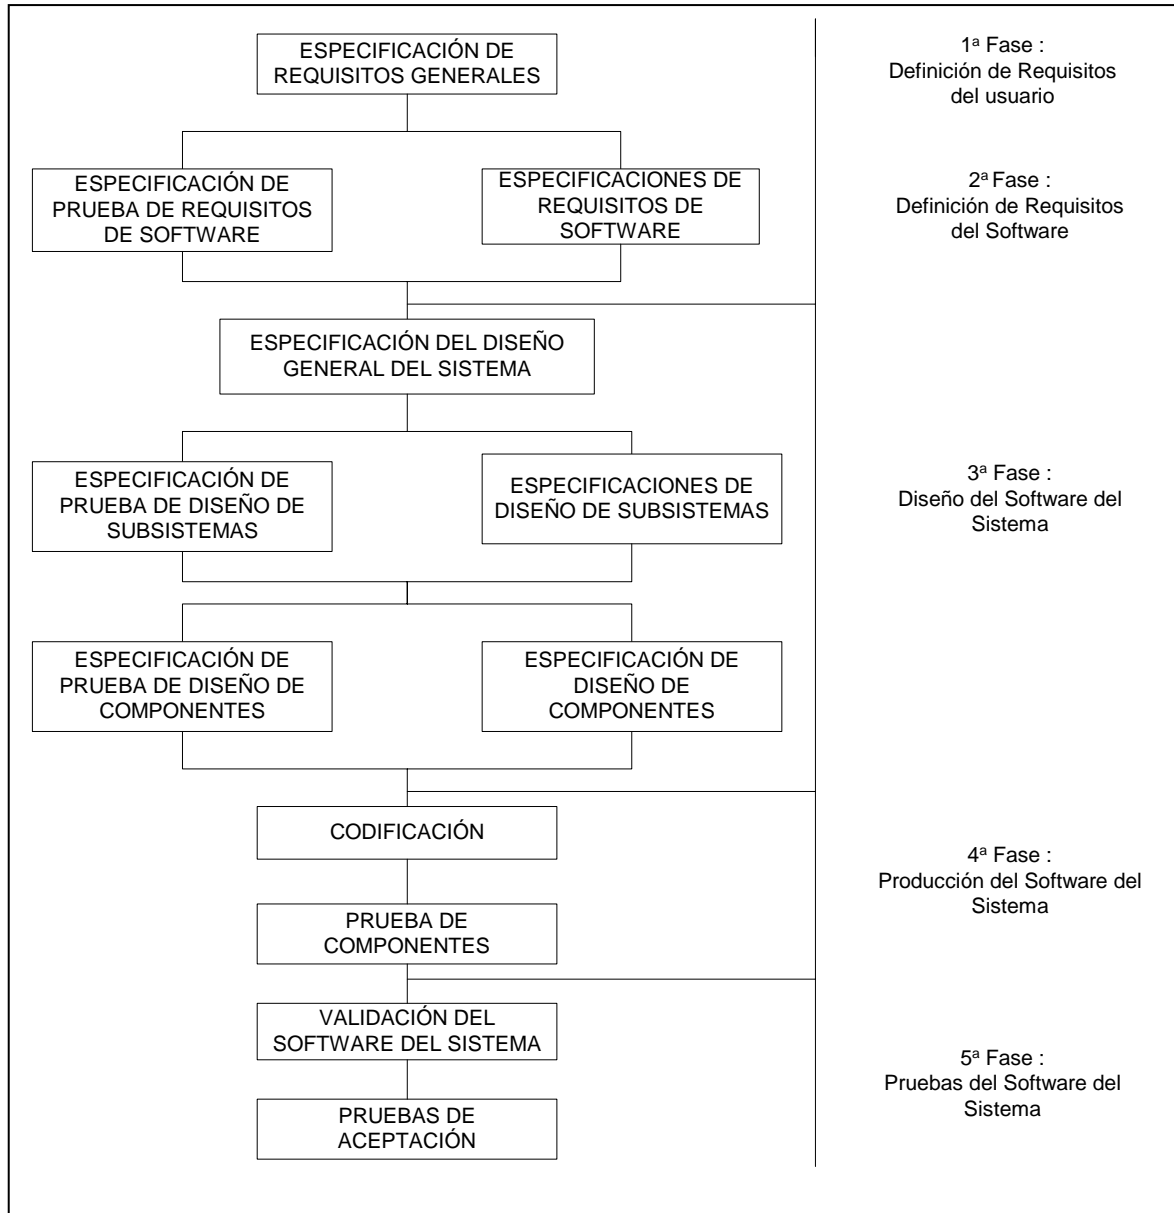 ESPECIFICACIÓN DE
REQUISITOS GENERALES
1ª Fase :
Definición de Requisitos
del usuario
ESPECIFICACIÓN DE
PRUEBA DE REQUISITOS
DE SOFTWARE
ESPECIFICACIONES DE
REQUISITOS DE
SOFTWARE
2ª Fase :
Definición de Requisitos
del Software
ESPECIFICACIÓN DEL DISEÑO
GENERAL DEL SISTEMA
ESPECIFICACIÓN DE
PRUEBA DE DISEÑO DE
SUBSISTEMAS
ESPECIFICACIONES DE
DISEÑO DE SUBSISTEMAS
3ª Fase :
Diseño del Software del
Sistema
ESPECIFICACIÓN DE
PRUEBA DE DISEÑO DE
COMPONENTES
ESPECIFICACIÓN DE
DISEÑO DE
COMPONENTES
CODIFICACIÓN
4ª Fase :
Producción del Software del
Sistema
PRUEBA DE
COMPONENTES
VALIDACIÓN DEL
SOFTWARE DEL SISTEMA
5ª Fase :
Pruebas del Software del
Sistema
PRUEBAS DE
ACEPTACIÓN